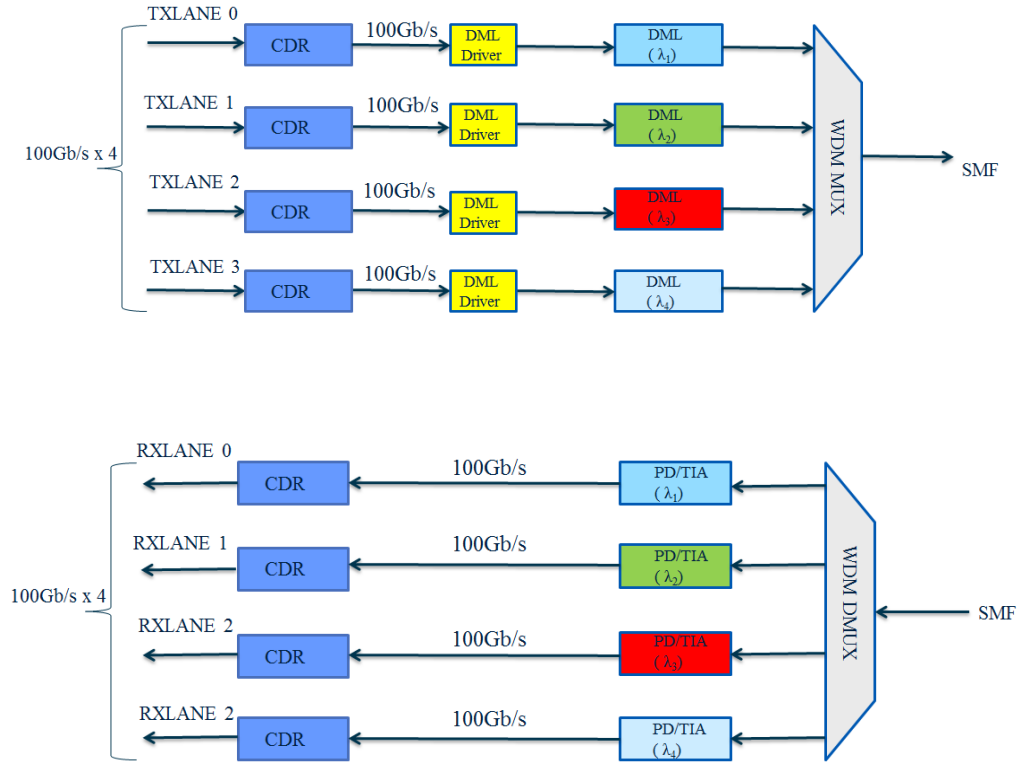 TXLANE 0
CDR
100Gb/s
DML
Driver
DML
( λ₁)
TXLANE 1
CDR
100Gb/s
DML
Driver
DML
( λ₂)
100Gb/s x 4
WDM MUX
SMF
TXLANE 2
CDR
100Gb/s
DML
Driver
DML
( λ₃)
TXLANE 3
CDR
100Gb/s
DML
Driver
DML
( λ₄)
RXLANE 0
CDR
100Gb/s
PD/TIA
( λ₁)
RXLANE 1
CDR
100Gb/s
PD/TIA
( λ₂)
100Gb/s x 4
WDM DMUX
SMF
RXLANE 2
CDR
100Gb/s
PD/TIA
( λ₃)
RXLANE 2
CDR
100Gb/s
PD/TIA
( λ₄)